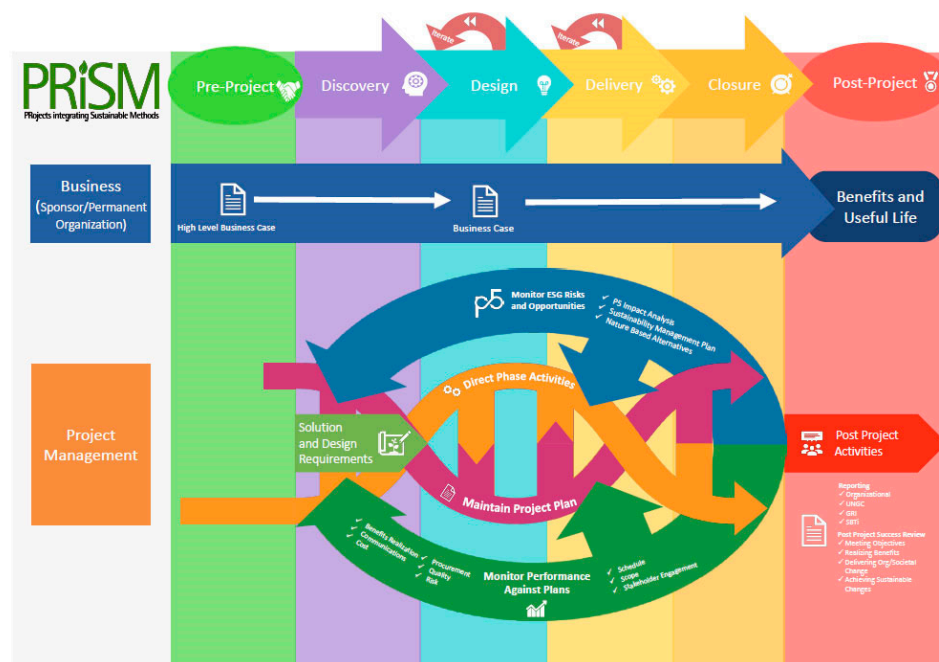 Iterate
Iterate
PRiSM
PRojects integrating Sustainable Methods
Pre-Project
Discovery
Design
Delivery
Closure
Post-Project
Business
(Sponsor/Permanent
Organization)
High Level Business Case
Business Case
Benefits and
Useful Life
p5
Monitor ESG Risks
and Opportunities
✓ P5 Impact Analysis
✓ Sustainability Management Plan
✓ Nature Based Alternatives
Direct Phase Activities
Project
Management
Solution
and Design
Requirements
Maintain Project Plan
Post Project
Activities
✓ Benefits Realization
✓ Communications
✓ Cost
✓ Procurement
✓ Quality
✓ Risk
Monitor Performance
Against Plans
✓ Schedule
✓ Scope
✓ Stakeholder Engagement
Reporting
✓ Organizational
✓ UNGC
✓ GRI
✓ SBTi
Post Project Success Review
✓ Meeting Objectives
✓ Realizing Benefits
✓ Delivering Org/Societal
Change
✓ Achieving Sustainable
Changes